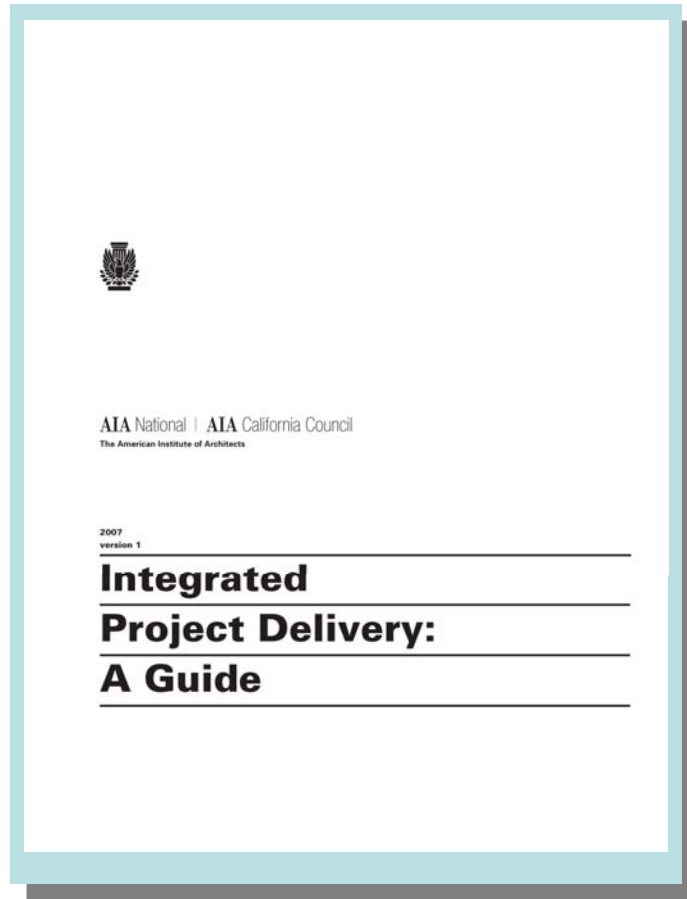 AIA National | AIA California Council
The American Institute of Architects
2007
version 1
Integrated
Project Delivery:
A Guide